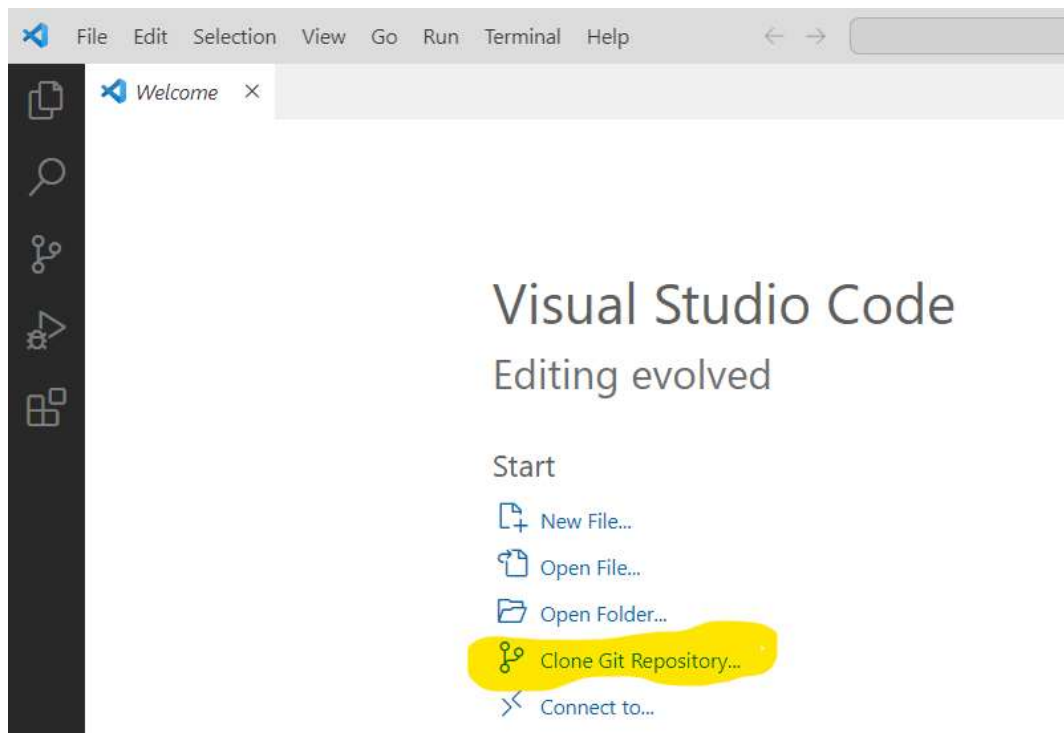 File Edit Selection View Go Run Terminal Help
Welcome
Visual Studio Code
Editing evolved
Start
New File...
Open File...
Open Folder...
Clone Git Repository...
Connect to...